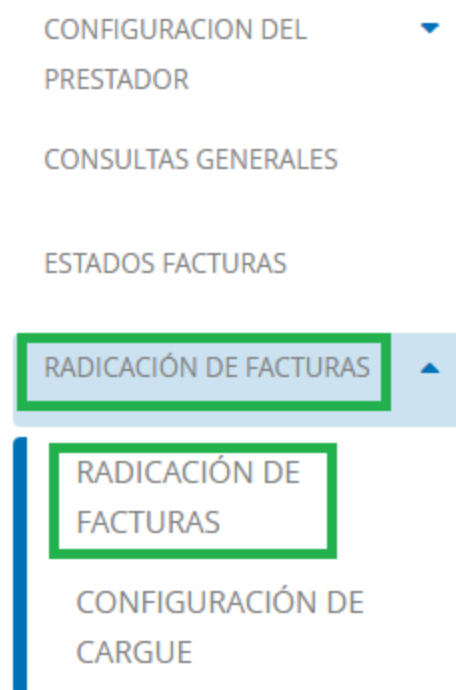 CONFIGURACION DEL
PRESTADOR
CONSULTAS GENERALES
ESTADOS FACTURAS
RADICACIÓN DE FACTURAS
RADICACIÓN DE
FACTURAS
CONFIGURACIÓN DE
CARGUE